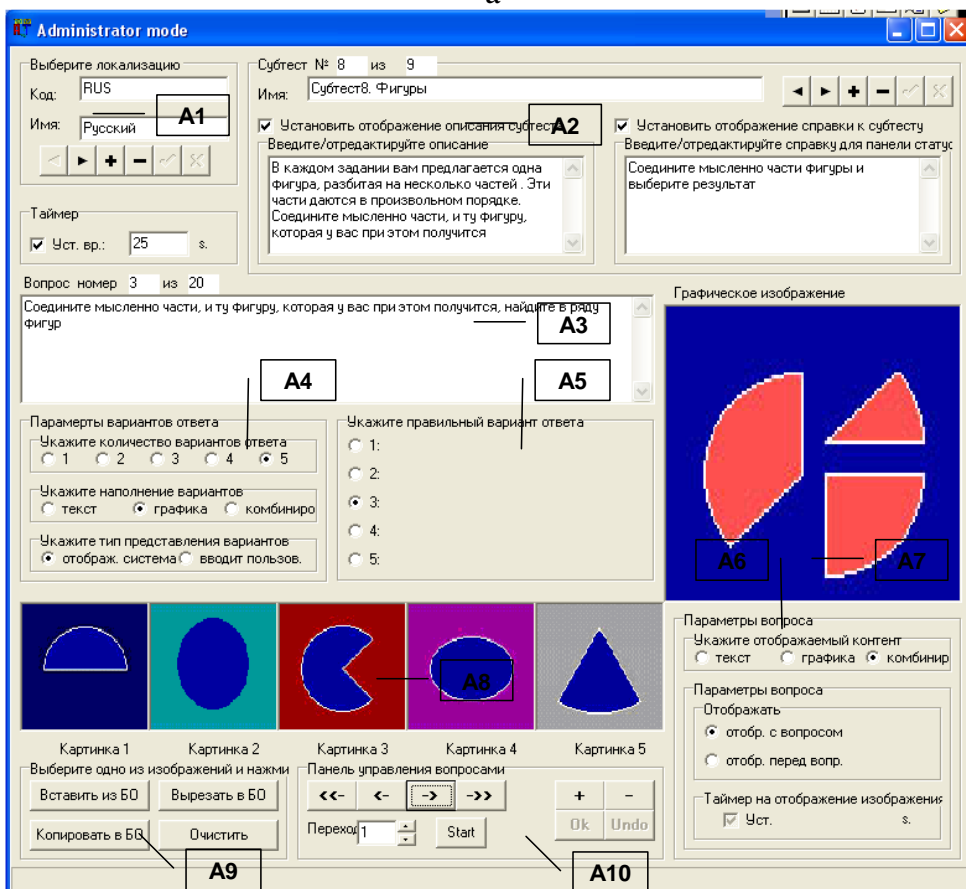 а
Administrator mode
Выберите локализацию
Код: RUS
Имя: Русский
A1
Субтест № 8 из 9
Имя: Субтест8. Фигуры
Установить отображение описания субтест
A2
Введите/отредактируйте описание
В каждом задании вам предлагается одна
фигура, разбитая на несколько частей . Эти
части даются в произвольном порядке.
Соедините мысленно части, и ту фигуру,
которая у вас при этом получится
Установить отображение справки к субтесту
Введите/отредактируйте справку для панели статус
Соедините мысленно части фигуры и
выберите результат
Таймер
Уст. вр.: 25 s.
Вопрос номер 3 из 20
Соедините мысленно части, и ту фигуру, которая у вас при этом получится, найдите в ряду
фигур
A3
A4
A5
Графическое изображение
A6
A7
Парамерты вариантов ответа
Укажите количество вариантов ответа
1 2 3 4 5
Укажите наполнение вариантов
текст графика комбиниро
Укажите тип представления вариантов
отображ. система вводит пользов.
Укажите правильный вариант ответа
1:
2:
3:
4:
5:
A8
Картинка 1 Картинка 2 Картинка 3 Картинка 4 Картинка 5
Параметры вопроса
Укажите отображаемый контент
текст графика комбинир
Параметры вопроса
Отображать
отобр. с вопросом
отобр. перед вопр.
Таймер на отображение изображения
Уст. s.
Выберите одно из изображений и нажми
Вставить из БО Вырезать в БО
Копировать в БО Очистить
A9
Панель управления вопросами
<<- <- -> ->> + -
Переход 1 Start Ok Undo
A10